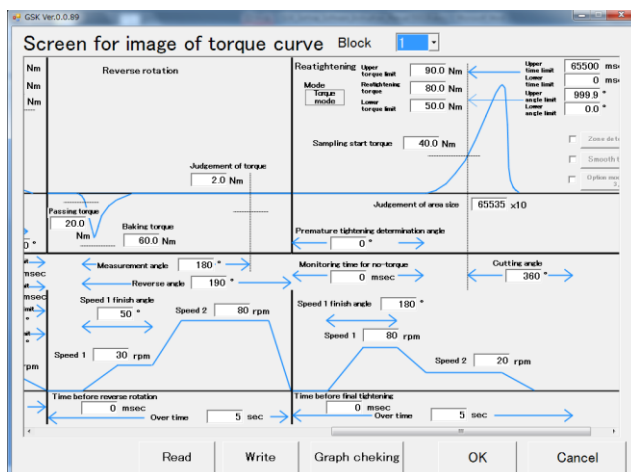 GSK Ver.0.0.89
Screen for image of torque curve Block 1
Nm
Nm
Nm
Reverse rotation
Judgement of torque
2.0 Nm
Passing torque
20.0
Nm
Baking torque
60.0 Nm
Reatightening
Mode
Torque
mode
Upper
torque limit
90.0 Nm
Reatightening
torque
80.0 Nm
Lower
torque limit
50.0 Nm
Sampling start torque 40.0 Nm
Upper
time limit
65500 mse
Lower
time limit
0 ms
Upper
angle limit
999.9 °
Lower
angle limit
0.0 °
Smooth t
Judgement of area size 65535 x10
Premature tightening determination angle
0 °
0 °
msec
rpm
Measurement angle 180 °
Reverse angle 190 °
Speed 1 finish angle
50 °
Speed 2 80 rpm
Speed 1 30 rpm
Monitoring time for no-torque
0 msec
Cutting angle
360 °
Speed 1 finish angle 180 °
Speed 1
80
rpm
Speed 2 20 rpm
Time before reverse rotation
0 msec
Over time 5 sec
Time before final tightening
0 msec
Over time 5 sec
Read Write Graph cheking OK Cancel